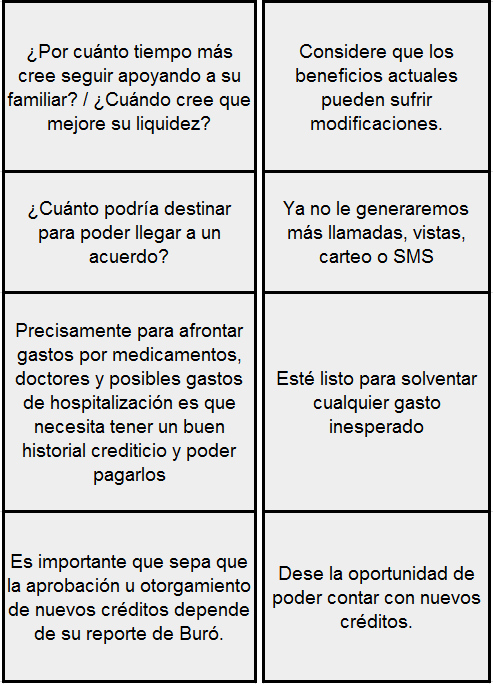 ¿Por cuánto tiempo más
cree seguir apoyando a su
familiar? / ¿Cuándo cree que
mejore su liquidez?
Considere que los
beneficios actuales
pueden sufrir
modificaciones.
¿Cuánto podría destinar
para poder llegar a un
acuerdo?
Ya no le generaremos
más llamadas, vistas,
carteo o SMS
Precisamente para afrontar
gastos por medicamentos,
doctores y posibles gastos
de hospitalización es que
necesita tener un buen
historial crediticio y poder
pagarlos
Esté listo para solventar
cualquier gasto
inesperado
Es importante que sepa que
la aprobación u otorgamiento
de nuevos créditos depende
de su reporte de Buró.
Dese la oportunidad de
poder contar con nuevos
créditos.